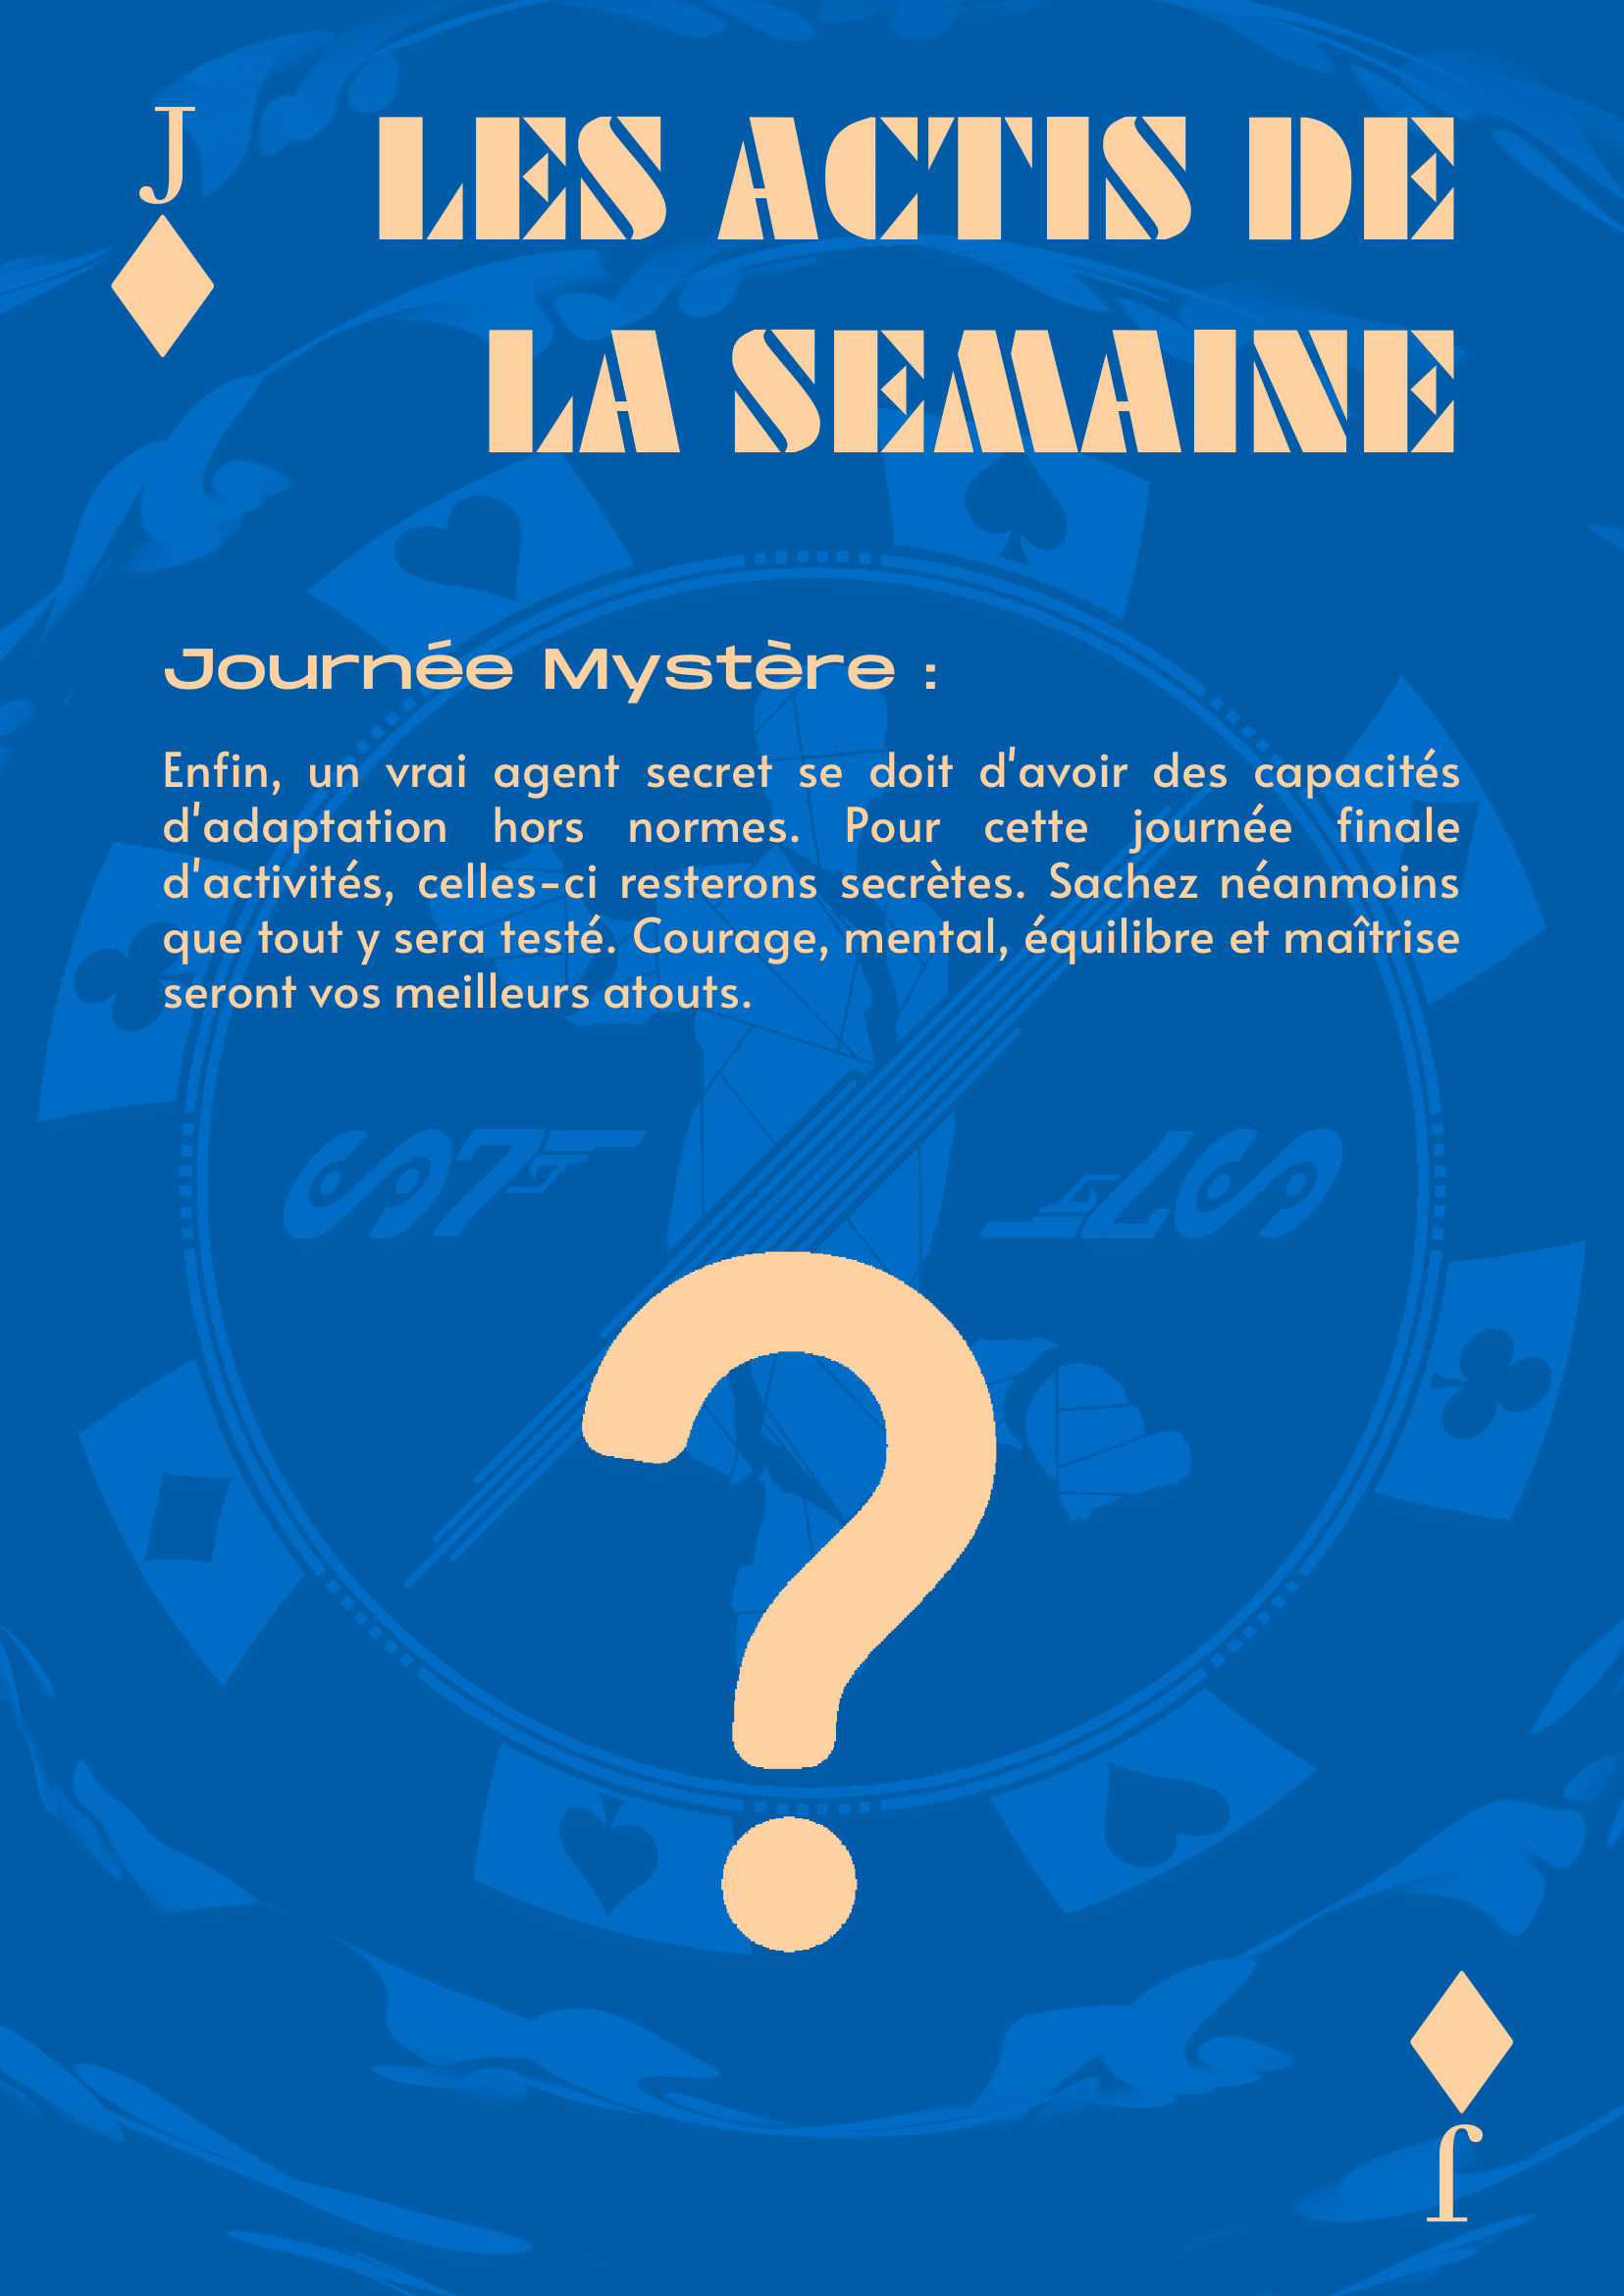 J
LES ACTIS DE
LA SEMAINE
Journée Mystère :
Enfin, un vrai agent secret se doit d'avoir des capacités
d'adaptation hors normes. Pour cette journée finale
d'activités, celles-ci resterons secrètes. Sachez néanmoins
que tout y sera testé. Courage, mental, équilibre et maîtrise
seront vos meilleurs atouts.
?
J